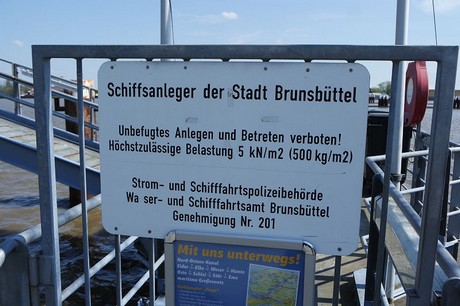 Schiffsanleger der Stadt Brunsbüttel
Unbefugtes Anlegen und Betreten verboten!
Höchstzulässige Belastung 5 kN/m2 (500 kg/m2)
Strom- und Schifffahrtspolizeibehörde
Wa ser- und Schifffahrtsamt Brunsbüttel
Genehmigung Nr. 201
Mit uns unterwegs!